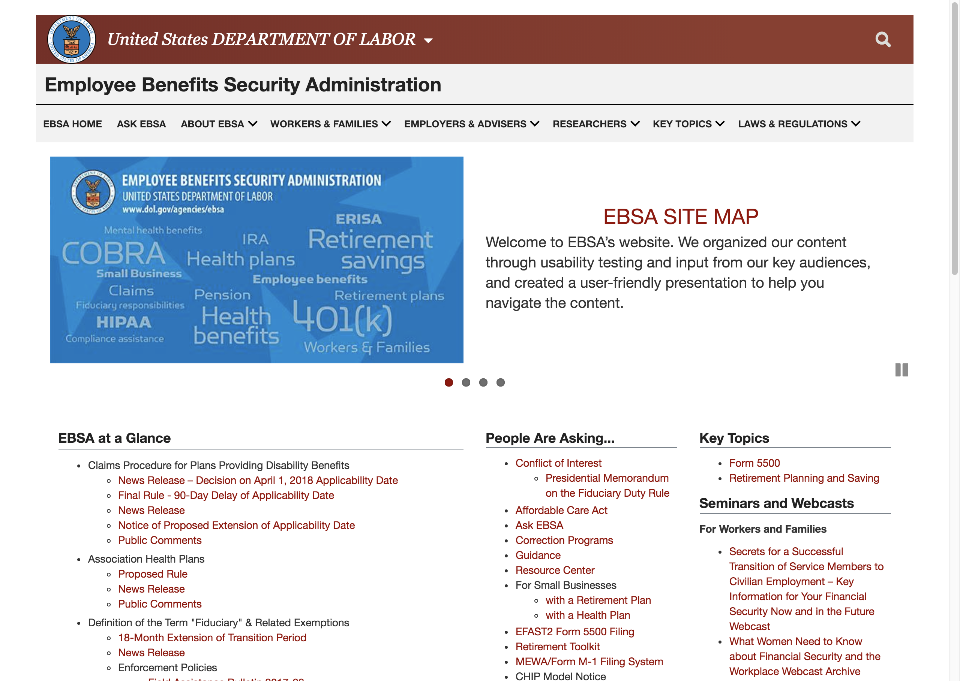 United States DEPARTMENT OF LABOR
Employee Benefits Security Administration
EBSA HOME ASK EBSA ABOUT EBSA WORKERS & FAMILIES EMPLOYERS & ADVISERS RESEARCHERS KEY TOPICS LAWS & REGULATIONS
EMPLOYEE BENEFITS SECURITY ADMINISTRATION
UNITED STATES DEPARTMENT OF LABOR
www.dol.gov/agencies/ebsa
ERISA
Mental health benefits
IRA
Retirement savings
COBRA
Health plans
Small Business
Employee benefits
Claims
Pension
Retirement plans
Fiduciary responsibilities
Health benefits
401(k)
HIPAA
Compliance assistance
Workers & Families
EBSA SITE MAP
Welcome to EBSA's website. We organized our content
through usability testing and input from our key audiences,
and created a user-friendly presentation to help you
navigate the content.
EBSA at a Glance
Claims Procedure for Plans Providing Disability Benefits
News Release – Decision on April 1, 2018 Applicability Date
Final Rule - 90-Day Delay of Applicability Date
News Release
Notice of Proposed Extension of Applicability Date
Public Comments
Association Health Plans
Proposed Rule
News Release
Public Comments
Definition of the Term "Fiduciary" & Related Exemptions
18-Month Extension of Transition Period
News Release
Enforcement Policies
People Are Asking...
Conflict of Interest
Presidential Memorandum
on the Fiduciary Duty Rule
Affordable Care Act
Ask EBSA
Correction Programs
Guidance
Resource Center
For Small Businesses
with a Retirement Plan
with a Health Plan
EFAST2 Form 5500 Filing
Retirement Toolkit
MEWA/Form M-1 Filing System
CHIP Model Notice
Key Topics
Form 5500
Retirement Planning and Saving
Seminars and Webcasts
For Workers and Families
Secrets for a Successful
Transition of Service Members to
Civilian Employment – Key
Information for Your Financial
Security Now and in the Future
Webcast
What Women Need to Know
about Financial Security and the
Workplace Webcast Archive